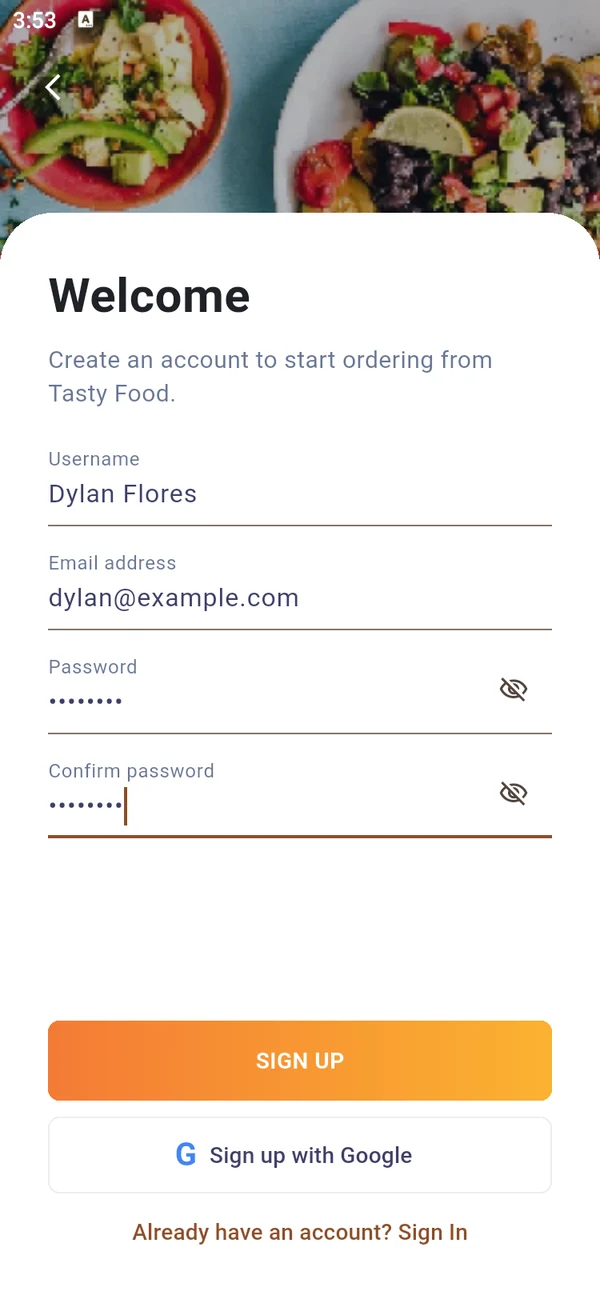 3:53
A
Welcome
Create an account to start ordering from
Tasty Food.
Username
Dylan Flores
Email address
dylan@example.com
Password
••••••••
Confirm password
••••••••
SIGN UP
G Sign up with Google
Already have an account? Sign In